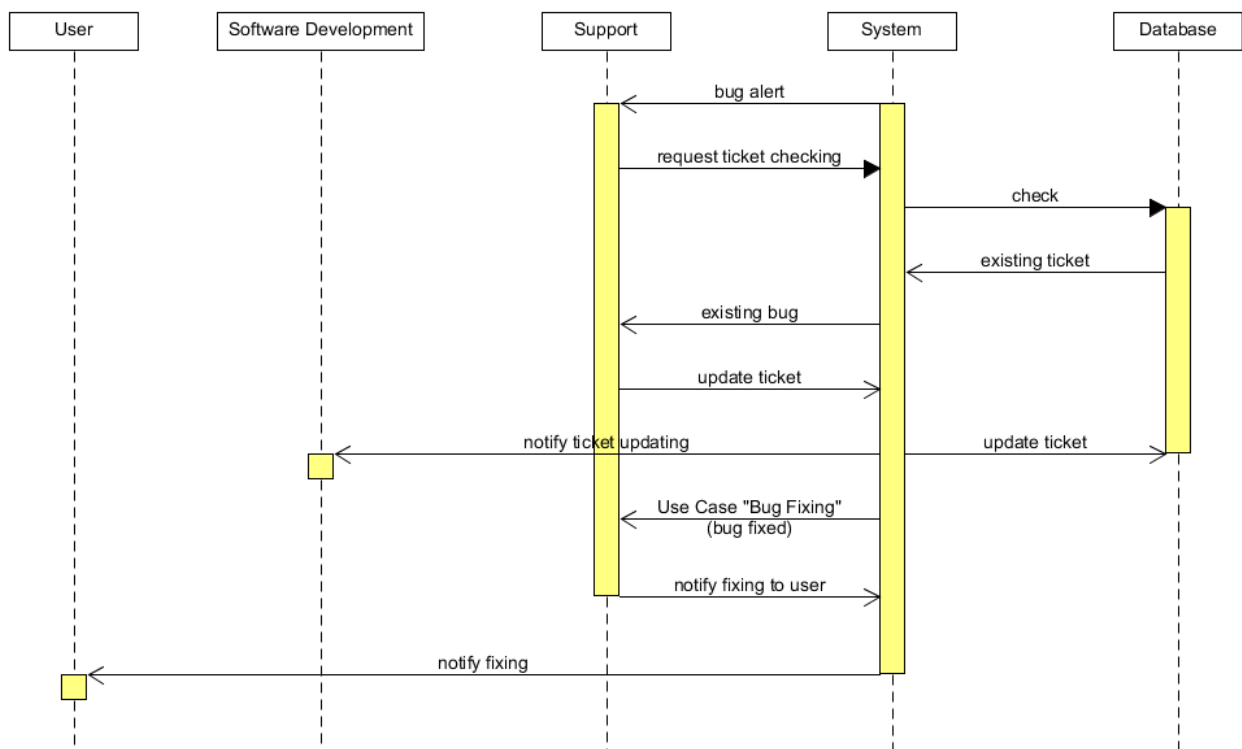 User
Software Development
Support
System
Database
bug alert
request ticket checking
check
existing ticket
existing bug
update ticket
notify ticket updating
update ticket
Use Case "Bug Fixing"
(bug fixed)
notify fixing to user
notify fixing